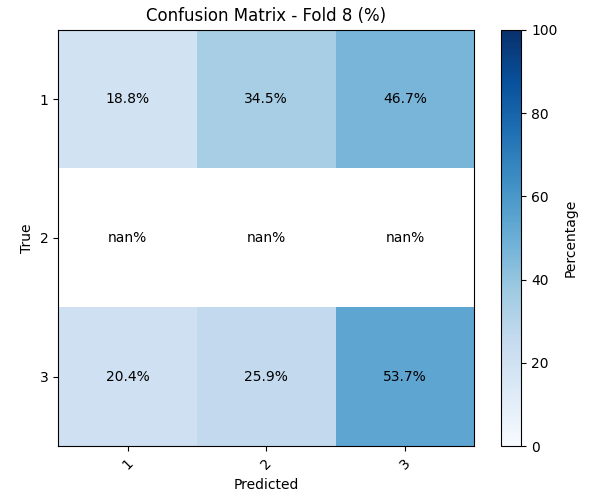 Confusion Matrix - Fold 8 (%)
1 18.8% 34.5% 46.7%
2 nan% nan% nan%
3 20.4% 25.9% 53.7%
1 2 3
Predicted
True
100
80
60
40
20
0
Percentage